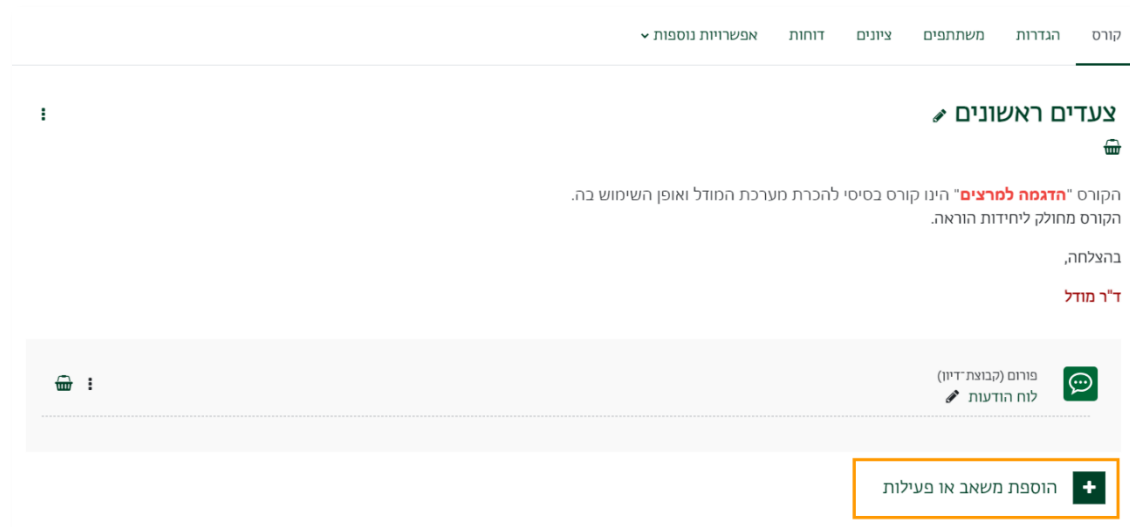 קורס הגדרות משתתפים ציונים דוחות אפשרויות נוספות
צעדים ראשונים
הקורס "הדגמה למרצים" הינו קורס בסיסי להכרת מערכת המודל ואופן השימוש בה.
הקורס מחולק ליחידות הוראה.
בהצלחה,
ד"ר מודל
פורום (קבוצת־דיון)
לוח הודעות
הוספת משאב או פעילות